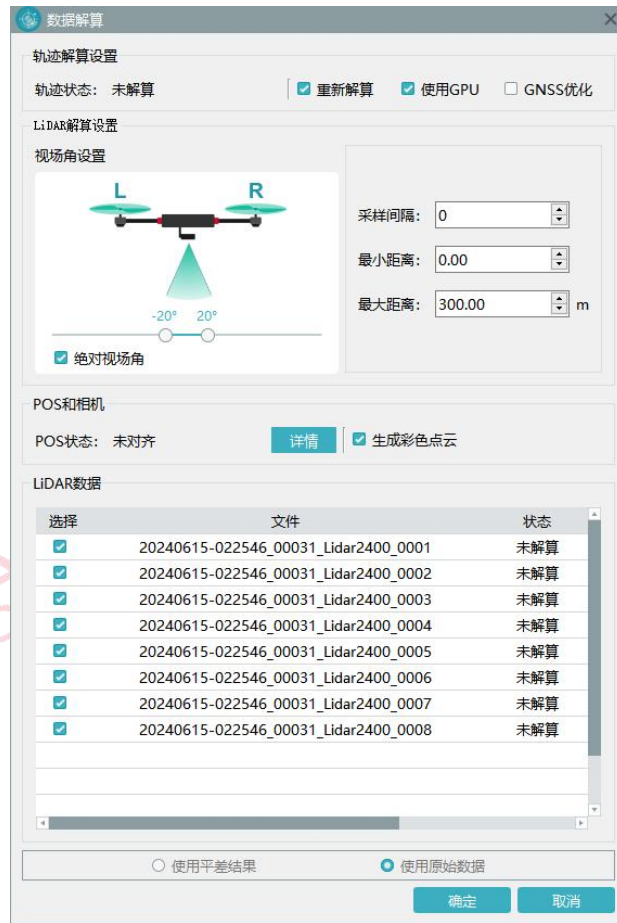 数据解算
轨迹解算设置
轨迹状态: 未解算 重新解算 使用GPU GNSS优化
LiDAR解算设置
视场角设置
L R
采样间隔: 0
最小距离: 0.00
最大距离: 300.00 m
-20° 20°
绝对视场角
POS和相机
POS状态: 未对齐 详情 生成彩色点云
LiDAR数据
选择 文件 状态
20240615-022546_00031_Lidar2400_0001 未解算
20240615-022546_00031_Lidar2400_0002 未解算
20240615-022546_00031_Lidar2400_0003 未解算
20240615-022546_00031_Lidar2400_0004 未解算
20240615-022546_00031_Lidar2400_0005 未解算
20240615-022546_00031_Lidar2400_0006 未解算
20240615-022546_00031_Lidar2400_0007 未解算
20240615-022546_00031_Lidar2400_0008 未解算
使用平差结果 使用原始数据
确定 取消